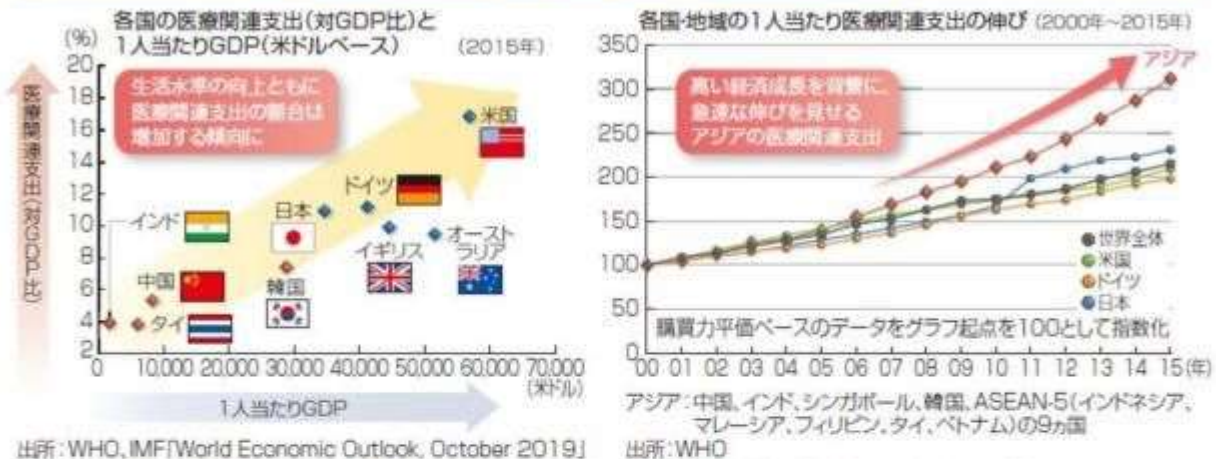 各国の医療関連支出(対GDP比)と
1人当たりGDP(米ドルベース)
(2015年)
(%)
20
18
16
14
12
10
8
6
4
2
医療関連支出(対GDP比)
生活水準の向上ともに
医療関連支出の割合は
増加する傾向に
米国
ドイツ
日本
インド
イギリス
オースト
ラリア
中国
韓国
タイ
0
10,000
20,000
30,000
40,000
50,000
60,000
70,000
(米ドル)
1人当たりGDP
出所:WHO、IMF「World Economic Outlook, October 2019」
各国・地域の1人当たり医療関連支出の伸び (2000年~2015年)
350
300
250
200
150
100
50
0
アジア
高い経済成長を背景に、
急速な伸びを見せる
アジアの医療関連支出
世界全体
米国
ドイツ
日本
購買力平価ベースのデータをグラフ起点を100として指数化
'00 01 02 03 04 05 06 07 08 09 10 11 12 13 14 15(年)
アジア:中国、インド、シンガポール、韓国、ASEAN-5(インドネシア、
マレーシア、フィリピン、タイ、ベトナム)の9ヵ国
出所:WHO